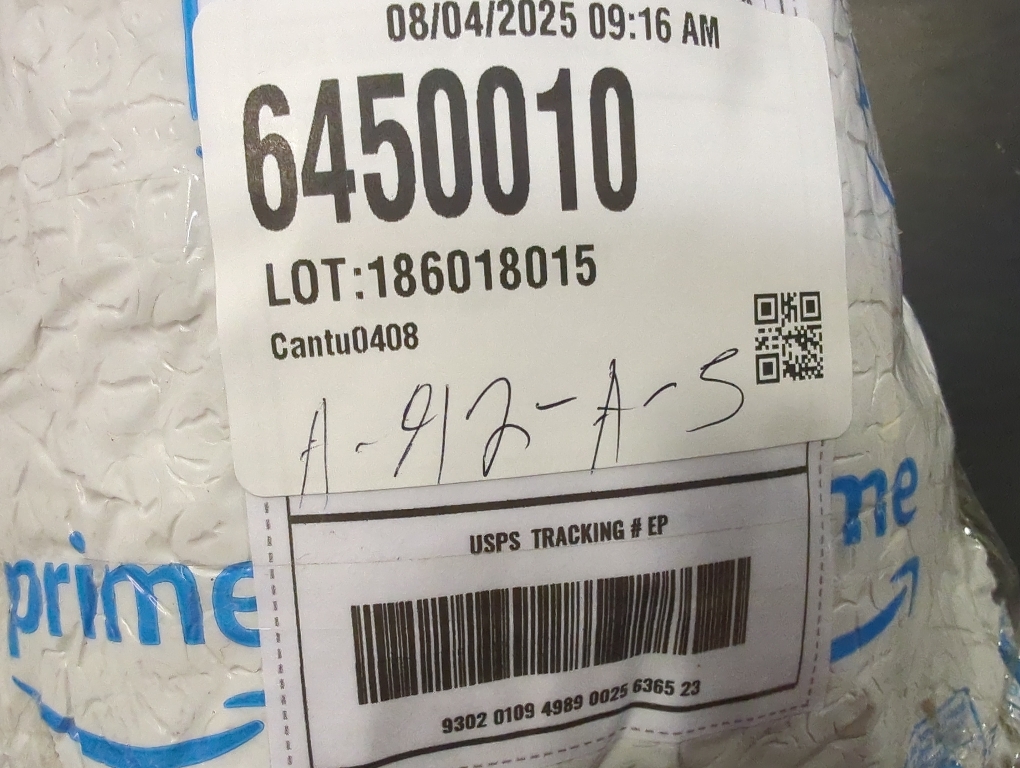 08/04/2025 09:16 AM
6450010
LOT:186018015
Cantu0408
A-912-A-S
USPS TRACKING # EP
9302 0109 4989 0025 6365 23
prime
me